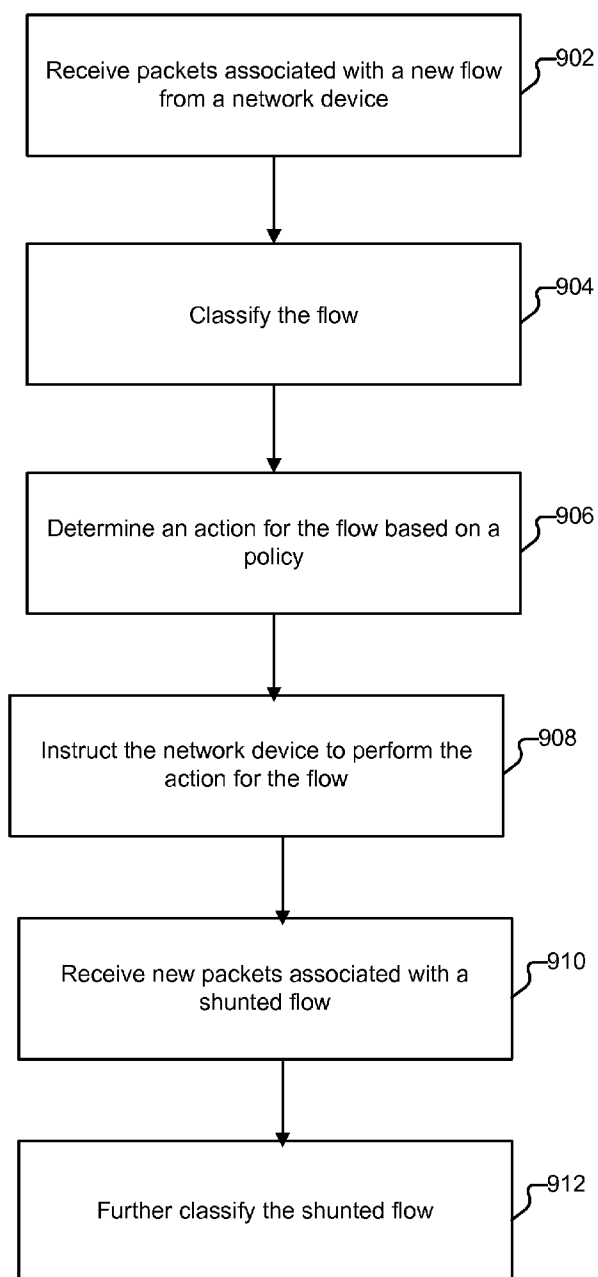 Receive packets associated with a new flow
from a network device
902
Classify the flow
904
Determine an action for the flow based on a
policy
906
Instruct the network device to perform the
action for the flow
908
Receive new packets associated with a
shunted flow
910
Further classify the shunted flow
912